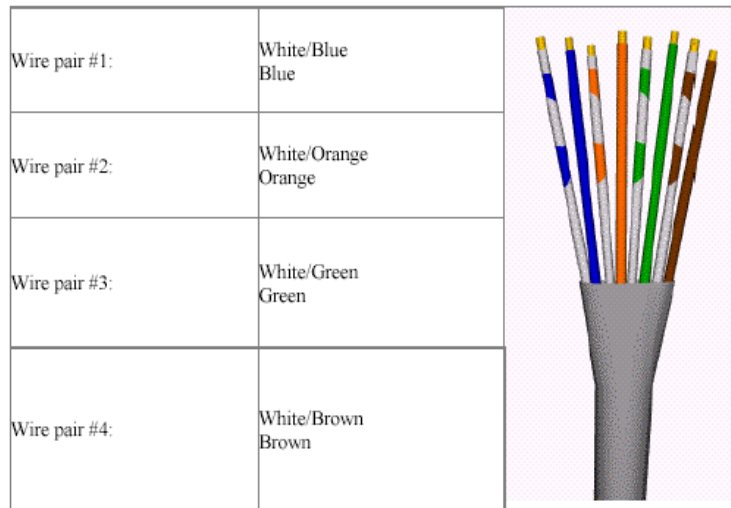 Wire pair #1:
White/Blue
Blue
Wire pair #2:
White/Orange
Orange
Wire pair #3:
White/Green
Green
Wire pair #4:
White/Brown
Brown